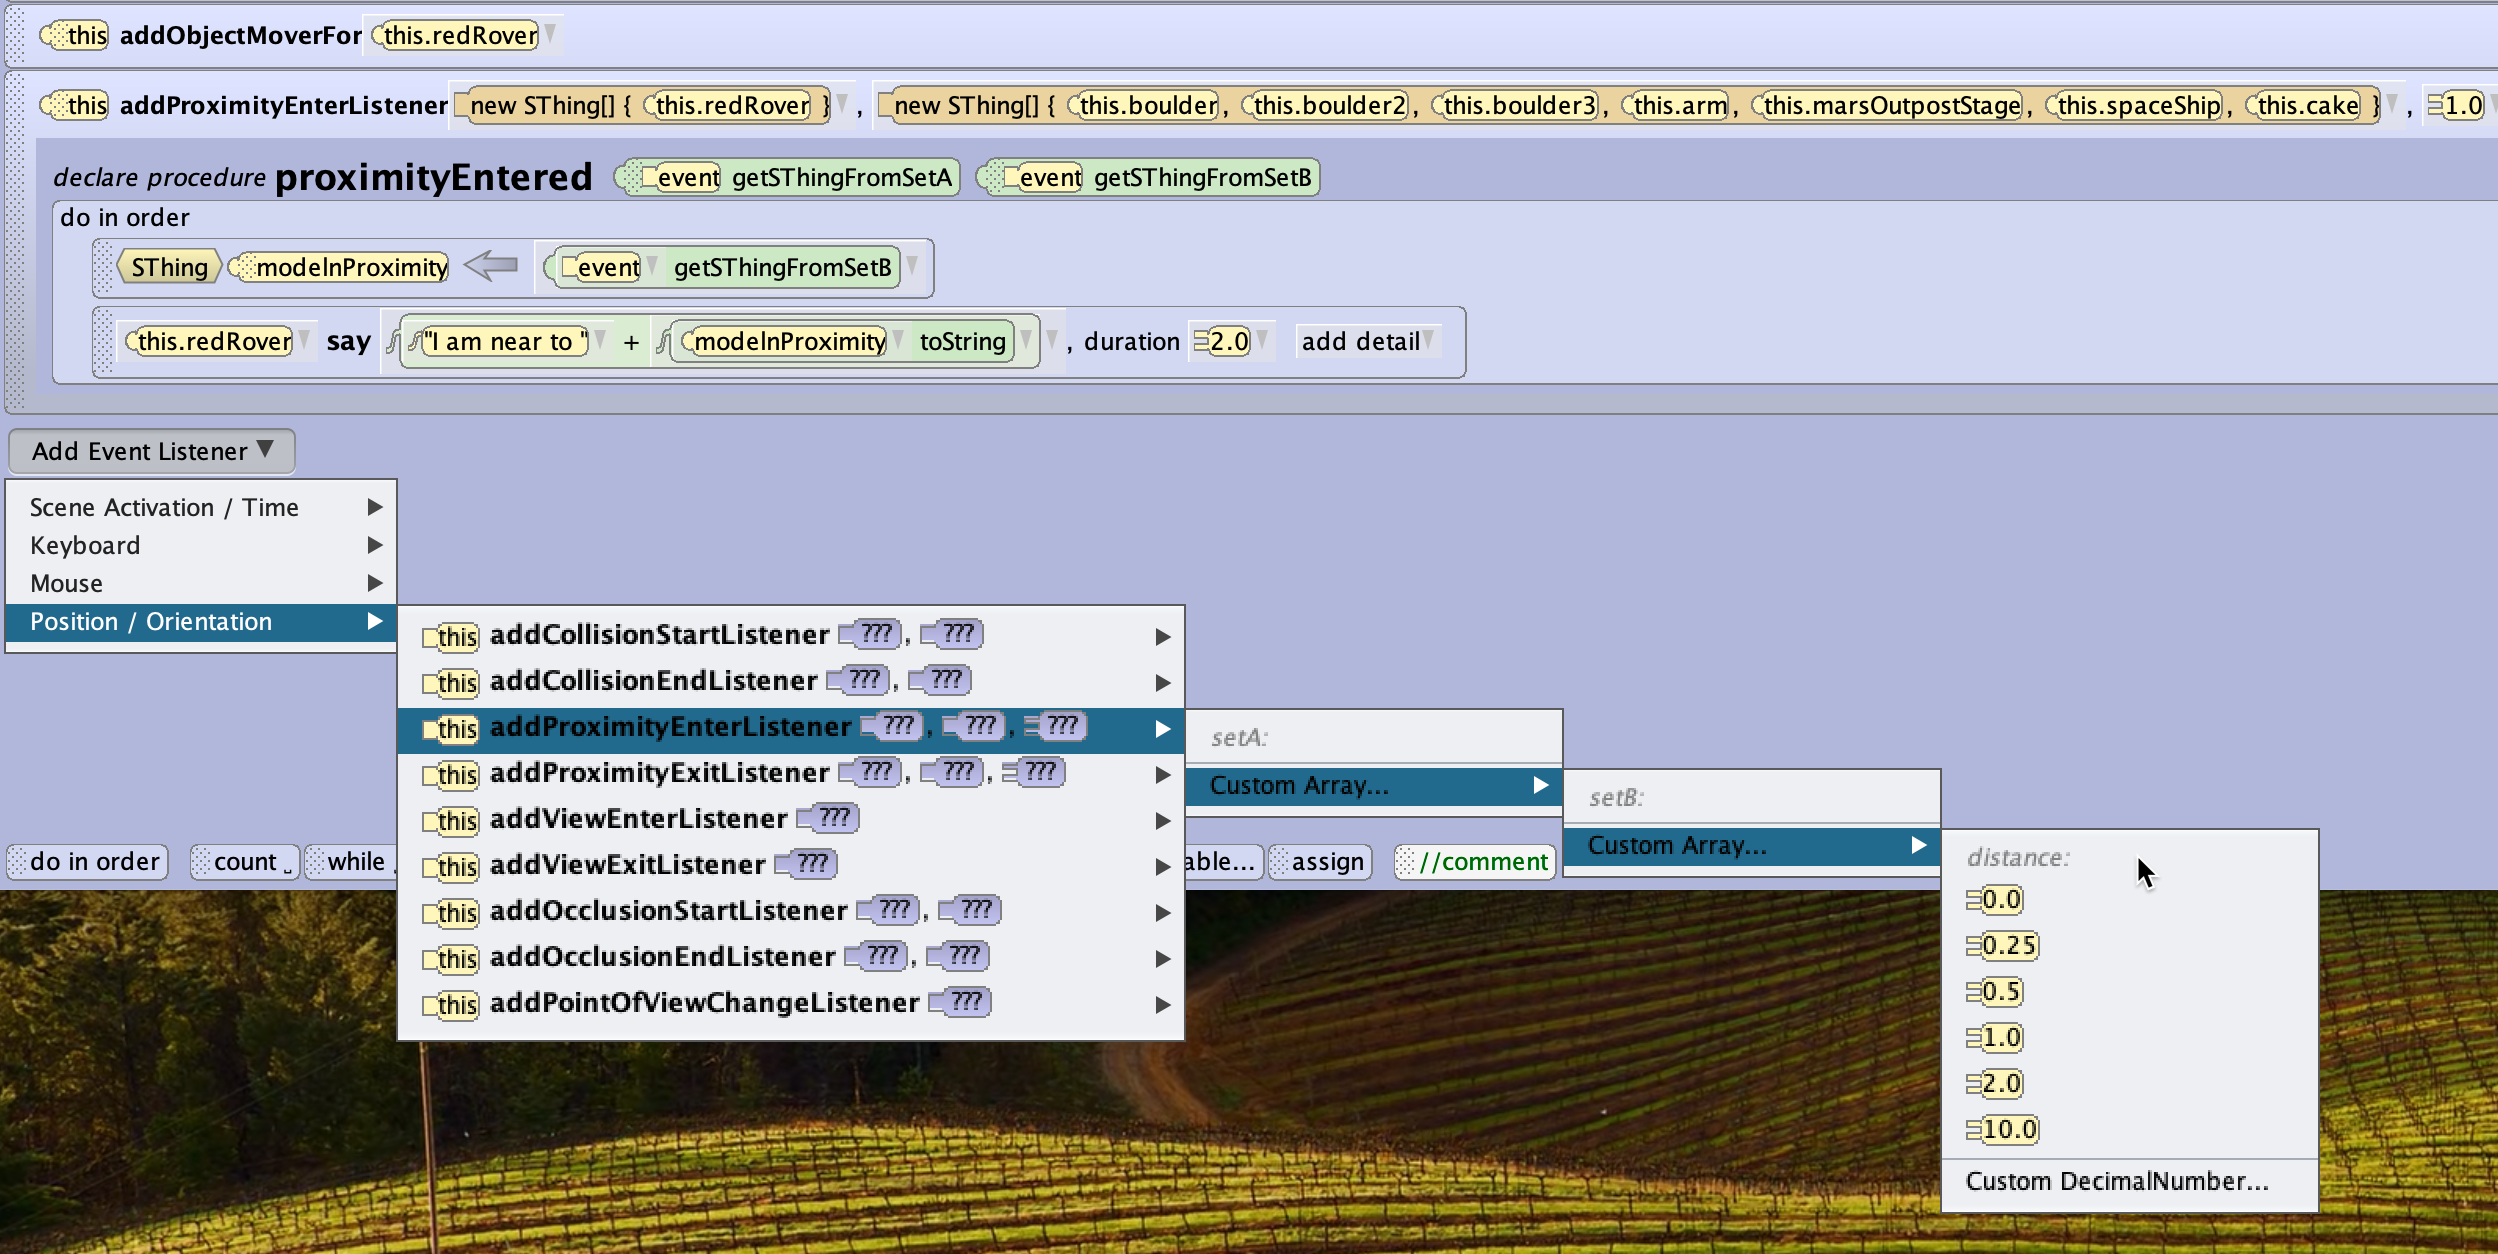 this addObjectMoverFor this.redRover
this addProximityEnterListener new SThing[] { this.redRover } , new SThing[] { this.boulder, this.boulder2, this.boulder3, this.arm, this.marsOutpostStage, this.spaceShip, this.cake } , 1.0
declare procedure proximityEntered event getSThingFromSetA event getSThingFromSetB
do in order
SThing modelnProximity event getSThingFromSetB
this.redRover say "I am near to " + modelnProximity toString , duration 2.0 add detail
Add Event Listener
Scene Activation / Time
Keyboard
Mouse
Position / Orientation
this addCollisionStartListener ???, ???
this addCollisionEndListener ???, ???
this addProximityEnterListener ???, ???, ???
this addProximityExitListener ???, ???, ???
this addViewEnterListener ???
this addViewExitListener ???
this addOcclusionStartListener ???, ???
this addOcclusionEndListener ???, ???
this addPointOfViewChangeListener ???
setA:
Custom Array...
setB:
Custom Array...
distance:
0.0
0.25
0.5
1.0
2.0
10.0
Custom DecimalNumber...
do in order count while able... assign //comment